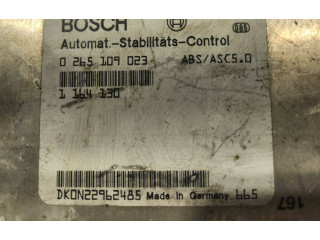 BOSCH
Automat.-Stabilitäts-Control
0 265 109 023 ABS/ASC5.0
1 164 130
DKON22962485 Made in Germany 665
167